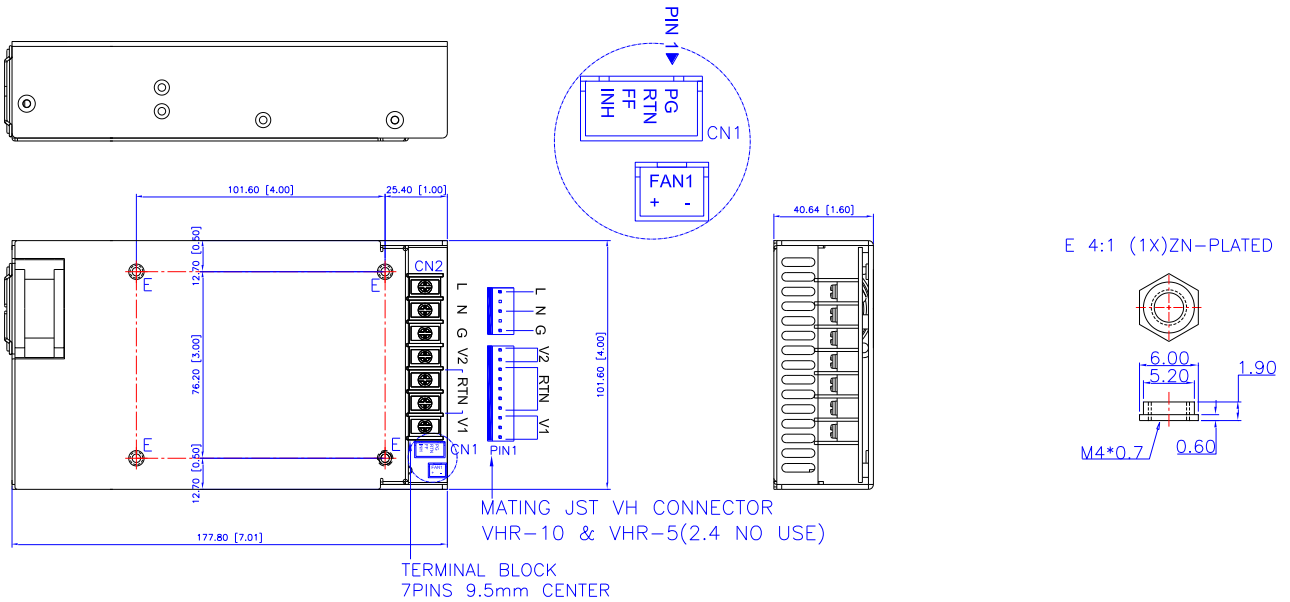 PIN 1
PG
RTN
FF
INH
CN1
FAN1
+ -
101.60 [4.00]
25.40 [1.00]
40.64 [1.60]
E 4:1 (1X)ZN-PLATED
12.70 [0.50]
76.20 [3.00]
12.70 [0.50]
E
E
E
E
CN2
L
N
G
V2
RTN
V1
CN1
FAN1
+ -
L
N
G
V2
RTN
V1
PIN1
101.60 [4.00]
6.00
5.20
1.90
0.60
M4*0.7
177.80 [7.01]
MATING JST VH CONNECTOR
VHR-10 & VHR-5(2.4 NO USE)
TERMINAL BLOCK
7PINS 9.5mm CENTER